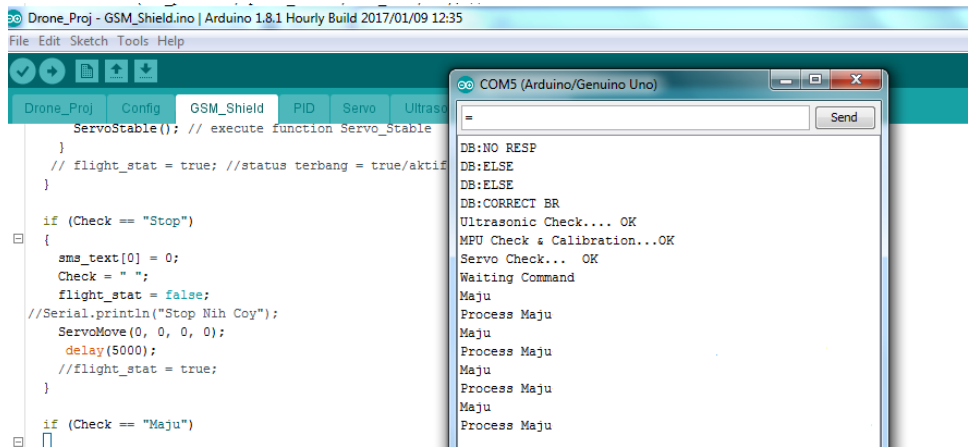 Drone_Proj - GSM_Shield.ino | Arduino 1.8.1 Hourly Build 2017/01/09 12:35
File Edit Sketch Tools Help
Drone_Proj Config GSM_Shield PID Servo Ultraso
ServoStable(); // execute function Servo_Stable
}
// flight_stat = true; //status terbang = true/aktif
}
if (Check == "Stop")
{
sms_text[0] = 0;
Check = " ";
flight_stat = false;
//Serial.println("Stop Nih Coy");
ServoMove(0, 0, 0, 0);
delay(5000);
//flight_stat = true;
}
if (Check == "Maju")
COM5 (Arduino/Genuino Uno)
=
Send
DB:NO RESP
DB:ELSE
DB:ELSE
DB:CORRECT BR
Ultrasonic Check.... OK
MPU Check & Calibration...OK
Servo Check... OK
Waiting Command
Maju
Process Maju
Maju
Process Maju
Maju
Process Maju
Maju
Process Maju